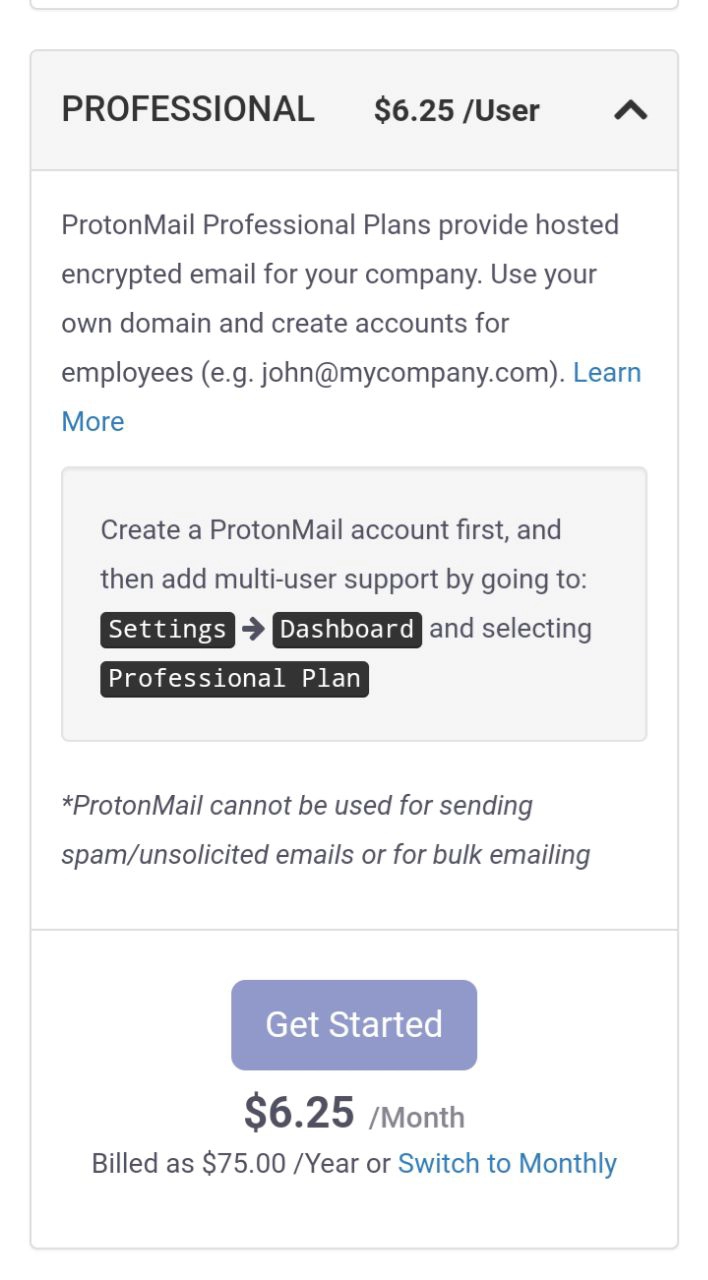 PROFESSIONAL $6.25 /User
ProtonMail Professional Plans provide hosted
encrypted email for your company. Use your
own domain and create accounts for
employees (e.g. john@mycompany.com). Learn
More
Create a ProtonMail account first, and
then add multi-user support by going to:
Settings → Dashboard and selecting
Professional Plan
*ProtonMail cannot be used for sending
spam/unsolicited emails or for bulk emailing
Get Started
$6.25 /Month
Billed as $75.00 /Year or Switch to Monthly